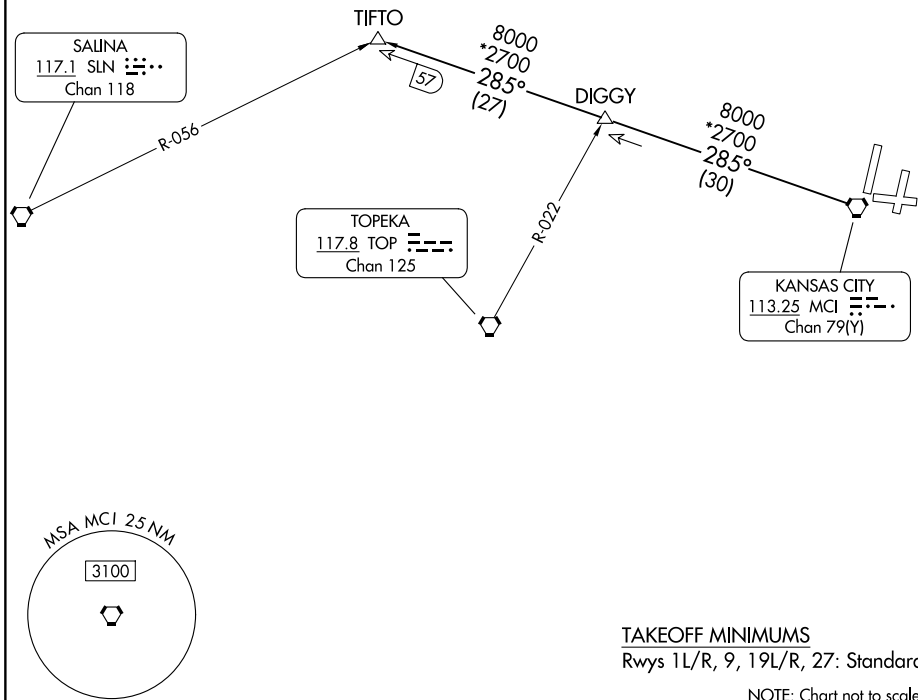 TIFTO
SALINA
117.1 SLN
Chan 118
8000
*2700
285°
(27)
57
DIGGY
8000
*2700
285°
(30)
R-056
R-022
TOPEKA
117.8 TOP
Chan 125
KANSAS CITY
113.25 MCI
Chan 79(Y)
MSA MCI 25 NM
3100
TAKEOFF MINIMUMS
Rwys 1L/R, 9, 19L/R, 27: Standard
NOTE: Chart not to scale